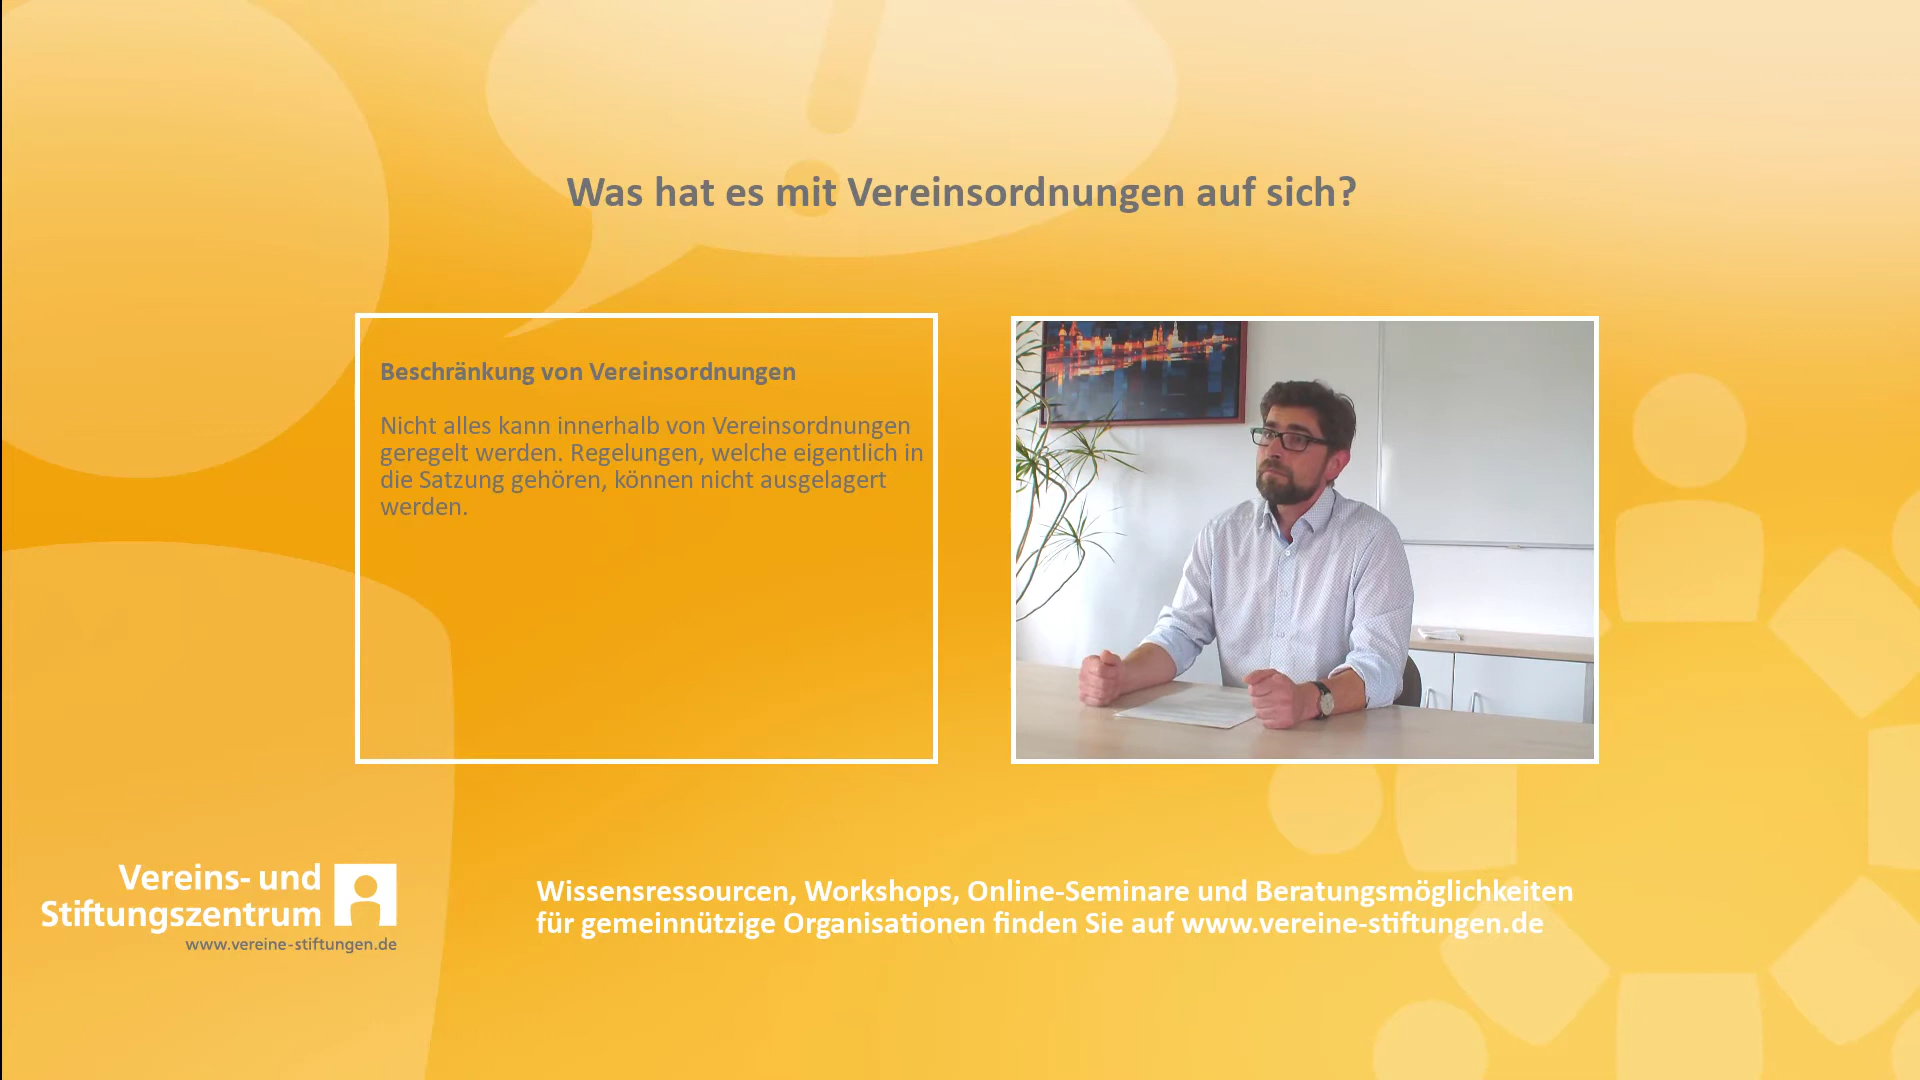 Was hat es mit Vereinsordnungen auf sich?
Beschränkung von Vereinsordnungen
Nicht alles kann innerhalb von Vereinsordnungen
geregelt werden. Regelungen, welche eigentlich in
die Satzung gehören, können nicht ausgelagert
werden.
Vereins- und
Stiftungszentrum
www.vereine-stiftungen.de
Wissensressourcen, Workshops, Online-Seminare und Beratungsmöglichkeiten
für gemeinnützige Organisationen finden Sie auf www.vereine-stiftungen.de